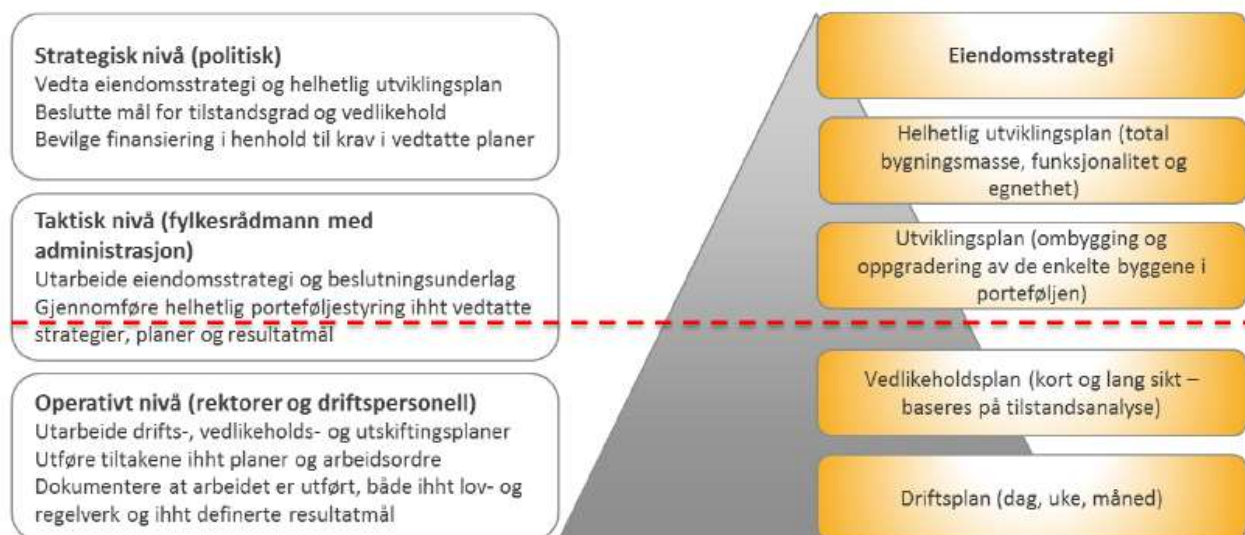 Strategisk nivå (politisk)
Vedta eiendomsstrategi og helhetlig utviklingsplan
Beslutte mål for tilstandsgrad og vedlikehold
Bevilge finansiering i henhold til krav i vedtatte planer
Taktisk nivå (fylkesrådmann med
administrasjon)
Utarbeide eiendomsstrategi og beslutningsunderlag
Gjennomføre helhetlig porteføljestyring ihht vedtatte
strategier, planer og resultatmål
Operativt nivå (rektorer og driftspersonell)
Utarbeide drifts-, vedlikeholds- og utskiftingsplaner
Utføre tiltakene ihht planer og arbeidsordre
Dokumentere at arbeidet er utført, både ihht lov- og
regelverk og ihht definerte resultatmål
Eiendomsstrategi
Helhetlig utviklingsplan (total
bygningsmasse, funksjonalitet og
egnethet)
Utviklingsplan (ombygging og
oppgradering av de enkelte byggene i
porteføljen)
Vedlikeholdsplan (kort og lang sikt –
baseres på tilstandsanalyse)
Driftsplan (dag, uke, måned)